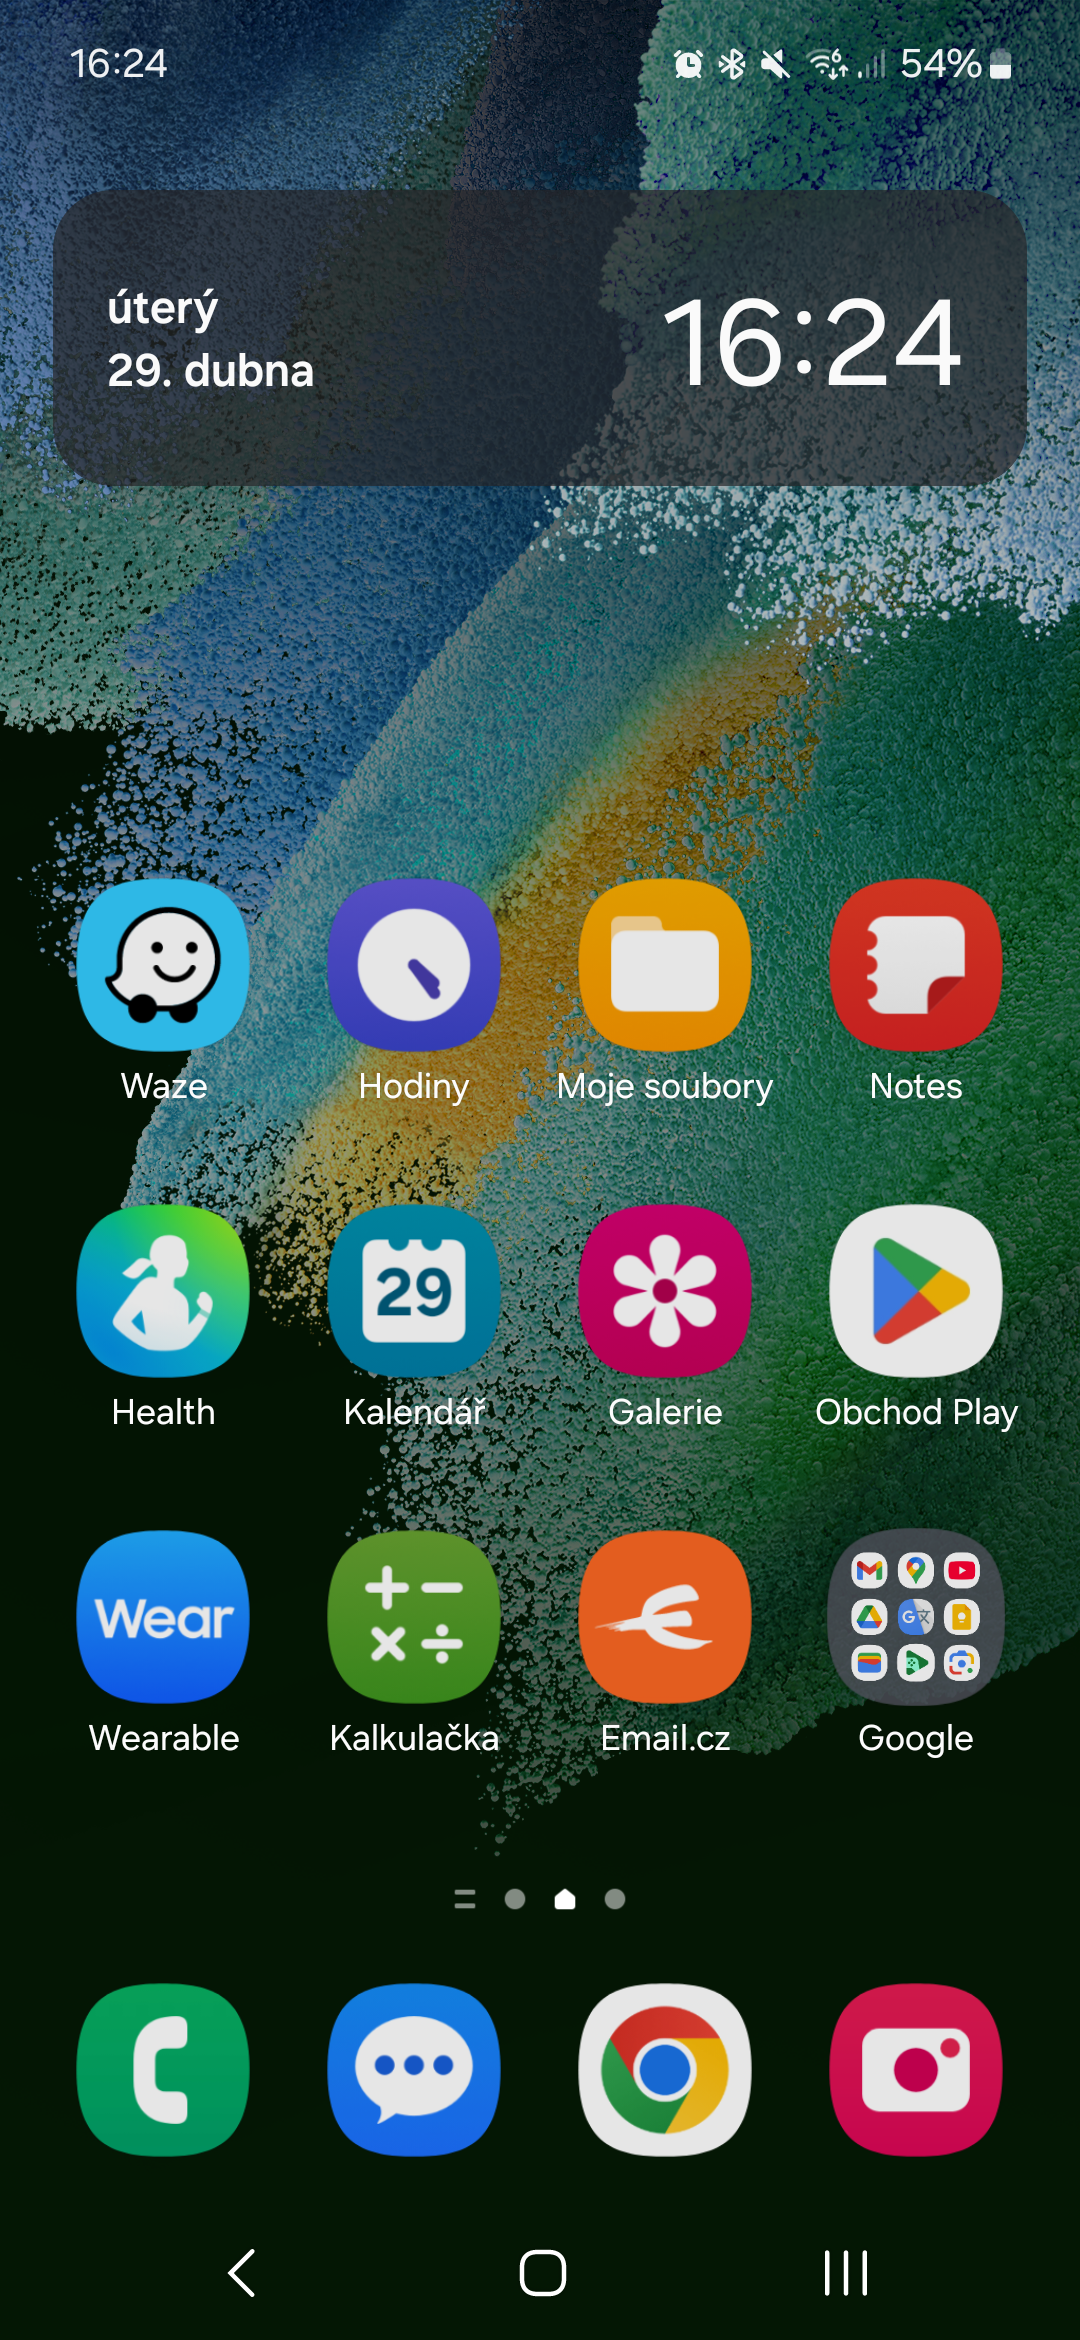 16:24
54%
úterý
29. dubna
16:24
Waze
Hodiny
Moje soubory
Notes
29
Health
Kalendář
Galerie
Obchod Play
Wear
Wearable
Kalkulačka
Email.cz
Google